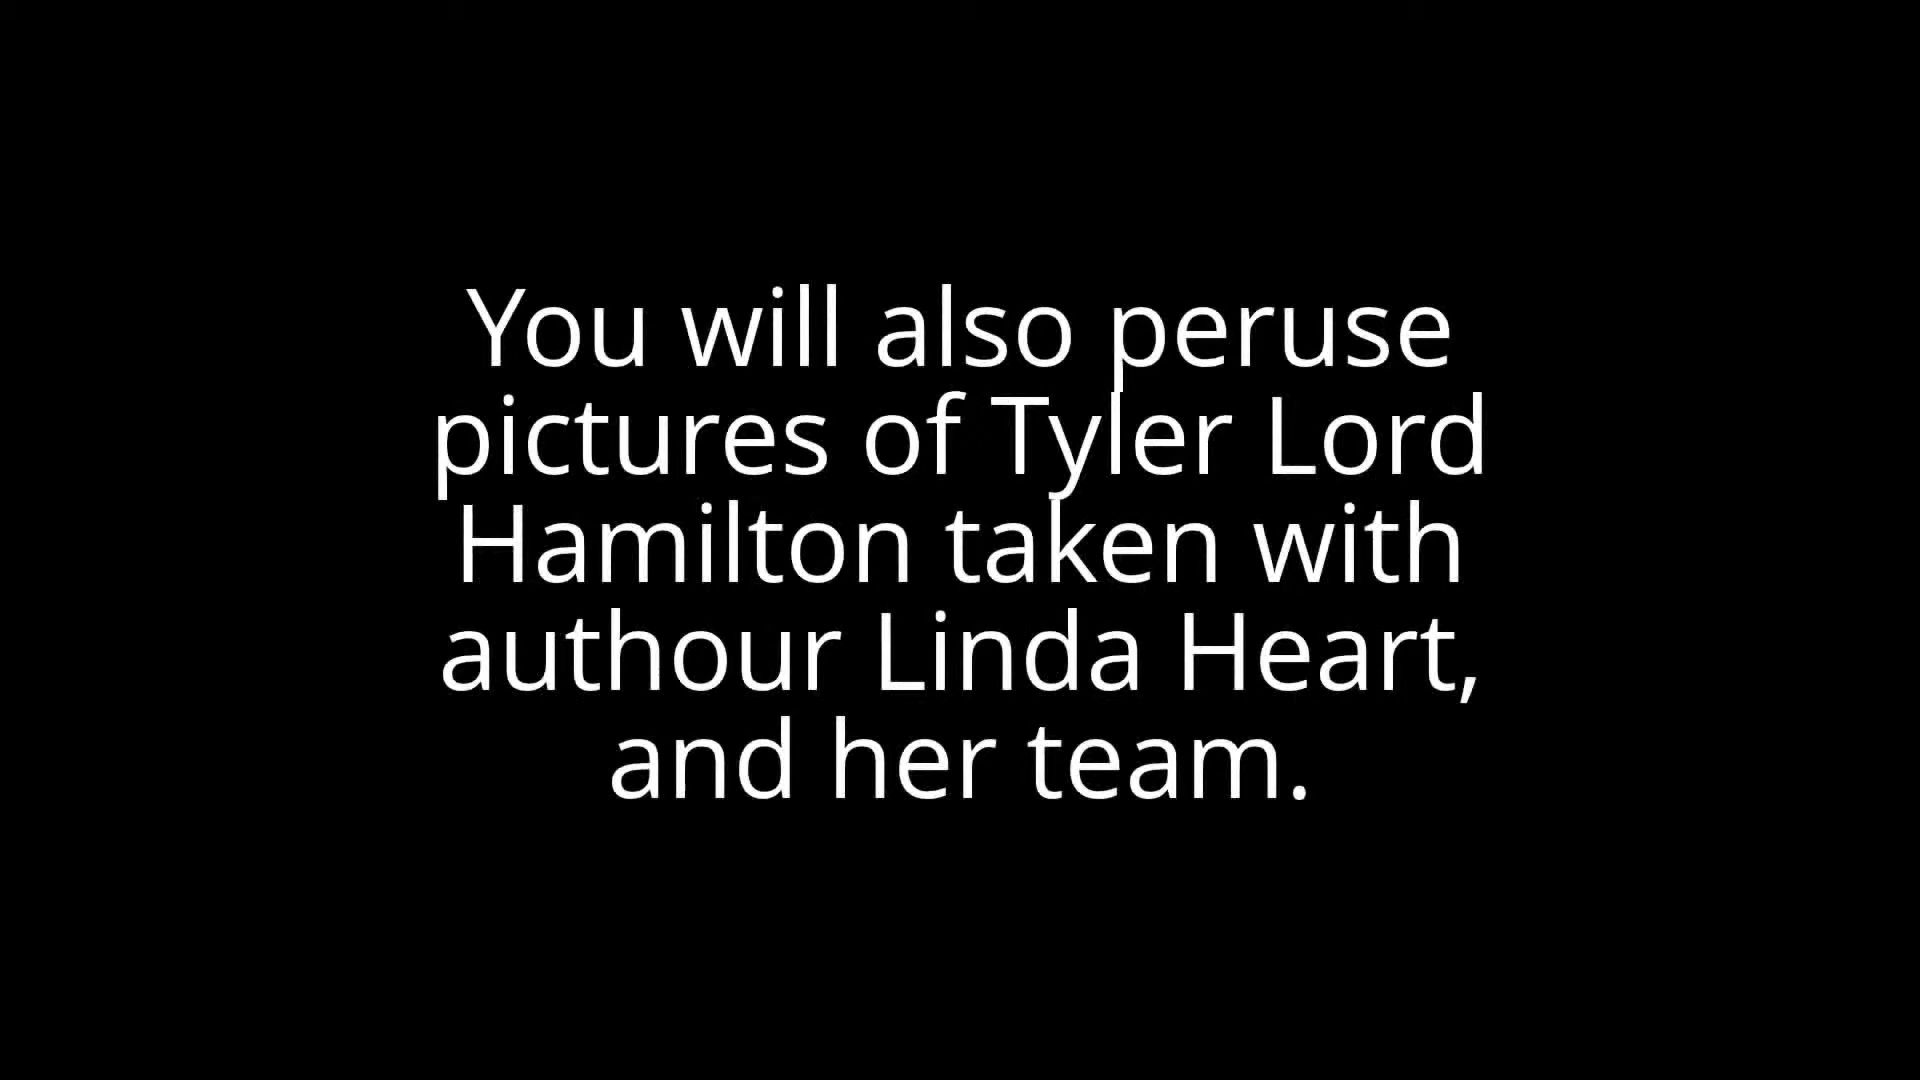 You will also peruse
pictures of Tyler Lord
Hamilton taken with
authour Linda Heart,
and her team.